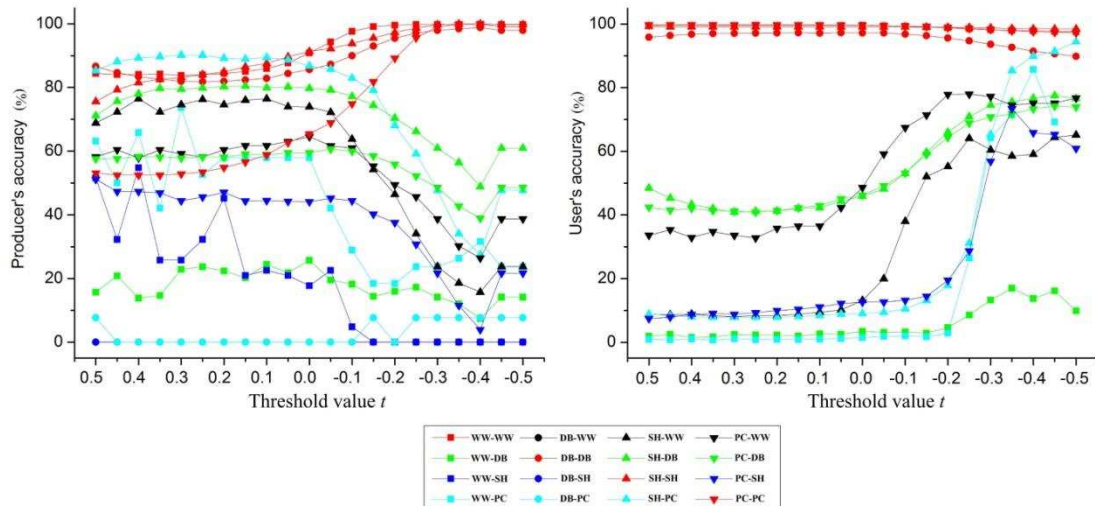 100
80
60
40
20
0
Producer's accuracy (%)
0.5 0.4 0.3 0.2 0.1 0.0 -0.1 -0.2 -0.3 -0.4 -0.5
Threshold value t
100
80
60
40
20
0
User's accuracy (%)
0.5 0.4 0.3 0.2 0.1 0.0 -0.1 -0.2 -0.3 -0.4 -0.5
Threshold value t
WW-WW DB-WW SH-WW PC-WW
WW-DB DB-DB SH-DB PC-DB
WW-SH DB-SH SH-SH PC-SH
WW-PC DB-PC SH-PC PC-PC